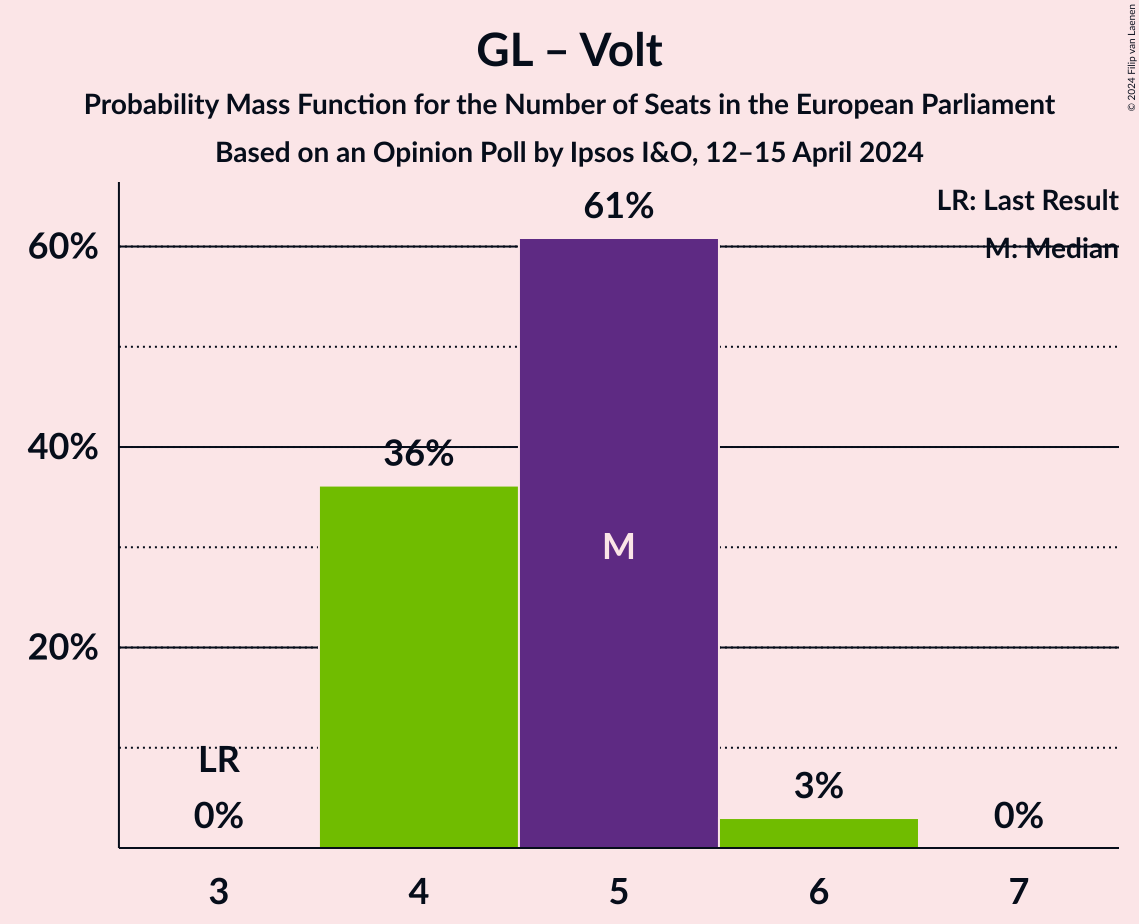 GL – Volt
Probability Mass Function for the Number of Seats in the European Parliament
Based on an Opinion Poll by Ipsos I&O, 12–15 April 2024
© 2024 Filip van Laenen
LR: Last Result
M: Median
60%
40%
20%
61%
36%
M
LR
0%
3%
0%
3 4 5 6 7